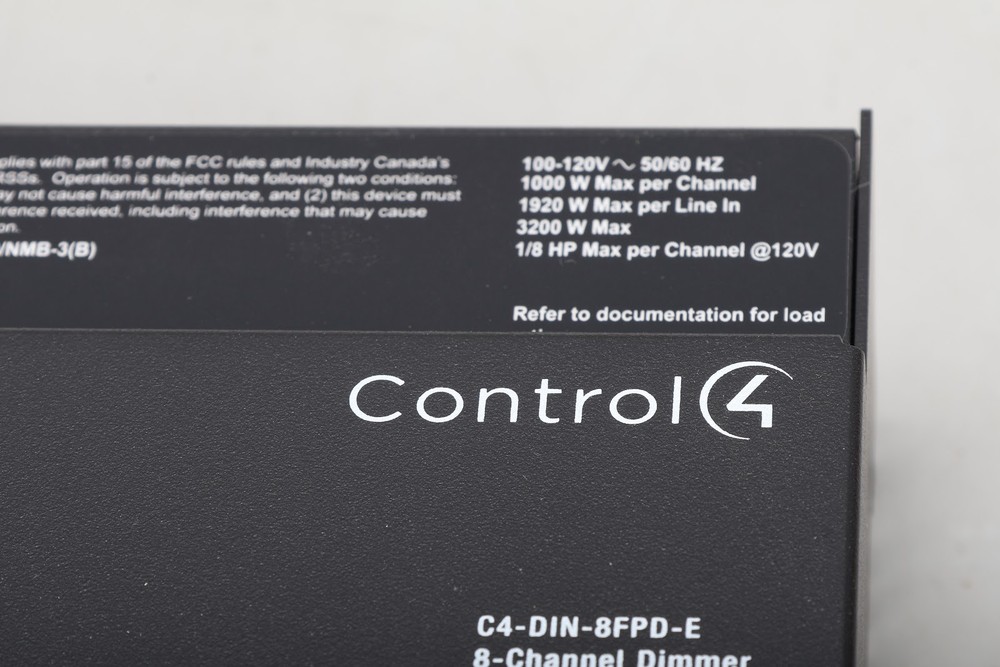 plies with part 15 of the FCC rules and Industry Canada's
RSSs. Operation is subject to the following two conditions:
ay not cause harmful interference, and (2) this device must
erence received, including interference that may cause
on.
/NMB-3(B)
100-120V ~ 50/60 HZ
1000 W Max per Channel
1920 W Max per Line In
3200 W Max
1/8 HP Max per Channel @120V
Refer to documentation for load
Control4
C4-DIN-8FPD-E
8-Channel Dimmer